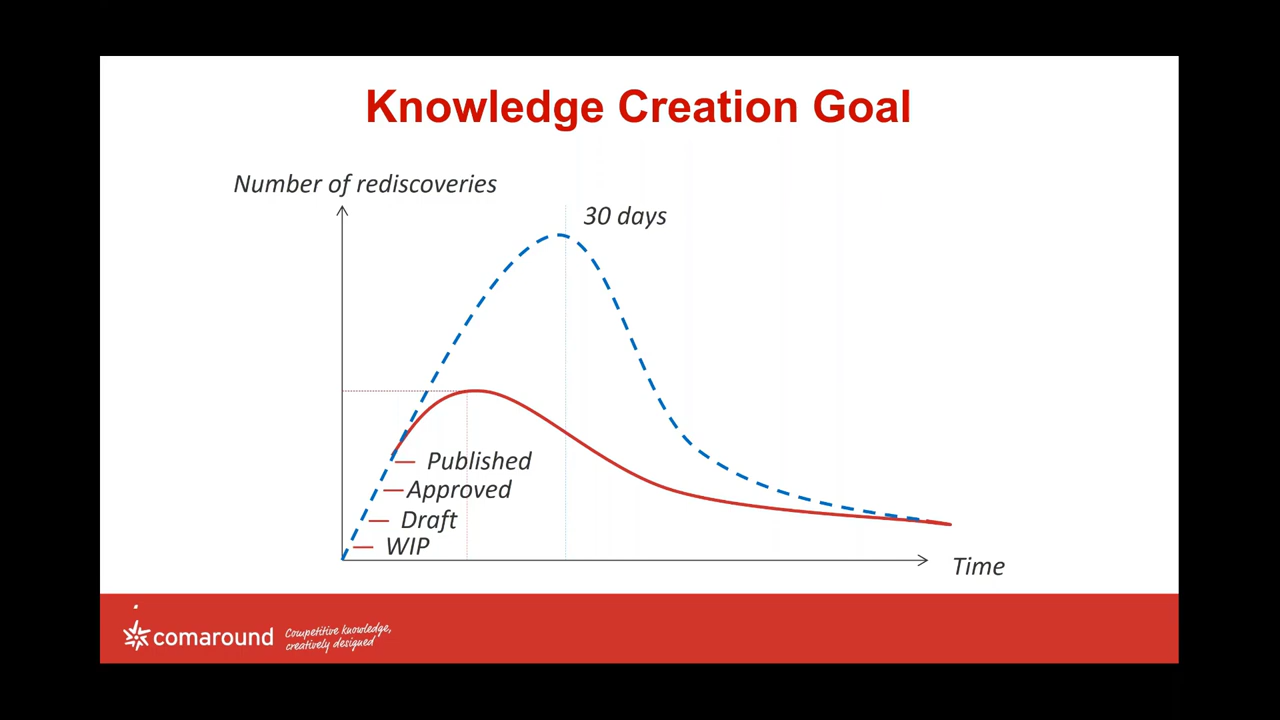 Knowledge Creation Goal
Number of rediscoveries
30 days
Published
Approved
Draft
WIP
Time
comaround
Competitive knowledge,
creatively designed